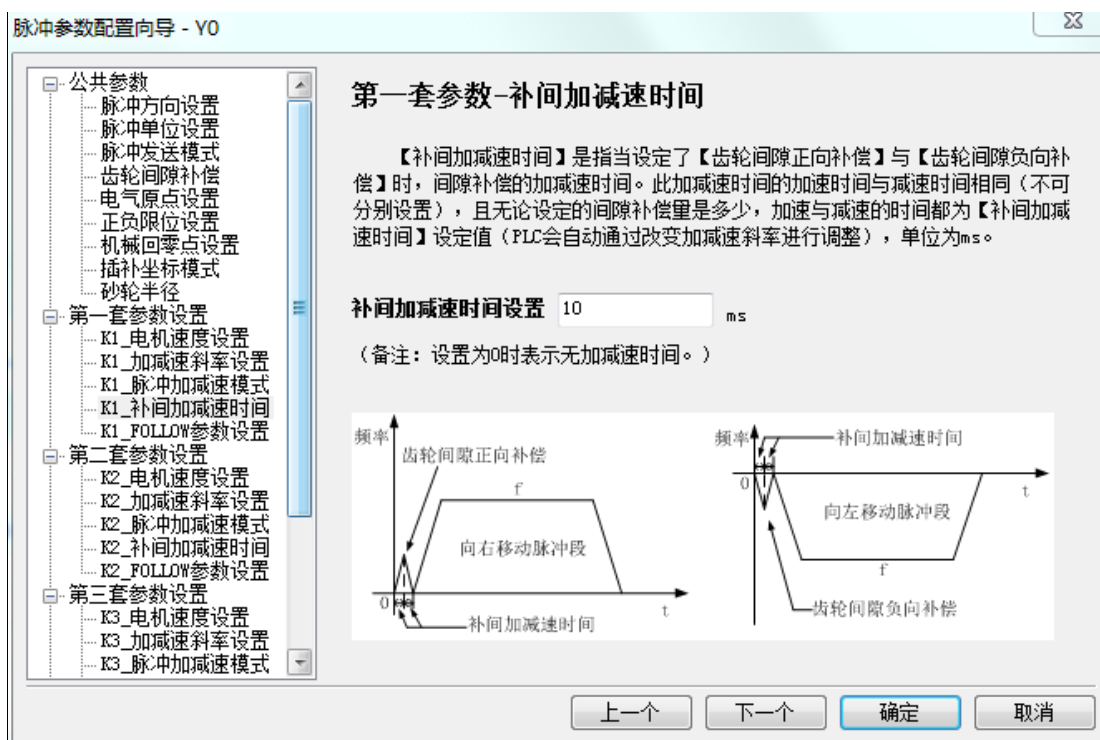 脉冲参数配置向导 - Y0
公共参数
脉冲方向设置
脉冲单位设置
脉冲发送模式
齿轮间隙补偿
电气原点设置
正负限位设置
机械回零点设置
插补坐标模式
砂轮半径
第一套参数设置
K1_电机速度设置
K1_加减速斜率设置
K1_脉冲加减速模式
K1_补间加减速时间
K1_FOLLOW参数设置
第二套参数设置
K2_电机速度设置
K2_加减速斜率设置
K2_脉冲加减速模式
K2_补间加减速时间
K2_FOLLOW参数设置
第三套参数设置
K3_电机速度设置
K3_加减速斜率设置
K3_脉冲加减速模式
第一套参数-补间加减速时间
【补间加减速时间】是指当设定了【齿轮间隙正向补偿】与【齿轮间隙负向补
偿】时，间隙补偿的加减速时间。此加减速时间的加速时间与减速时间相同（不可
分别设置），且无论设定的间隙补偿量是多少，加速与减速的时间都为【补间加减
速时间】设定值（PLC会自动通过改变加减速斜率进行调整），单位为ms。
补间加减速时间设置 10 ms
（备注：设置为0时表示无加减速时间。）
频率
齿轮间隙正向补偿
f
向右移动脉冲段
0
t
补间加减速时间
频率
补间加减速时间
0
t
向左移动脉冲段
f
齿轮间隙负向补偿
上一个 下一个 确定 取消